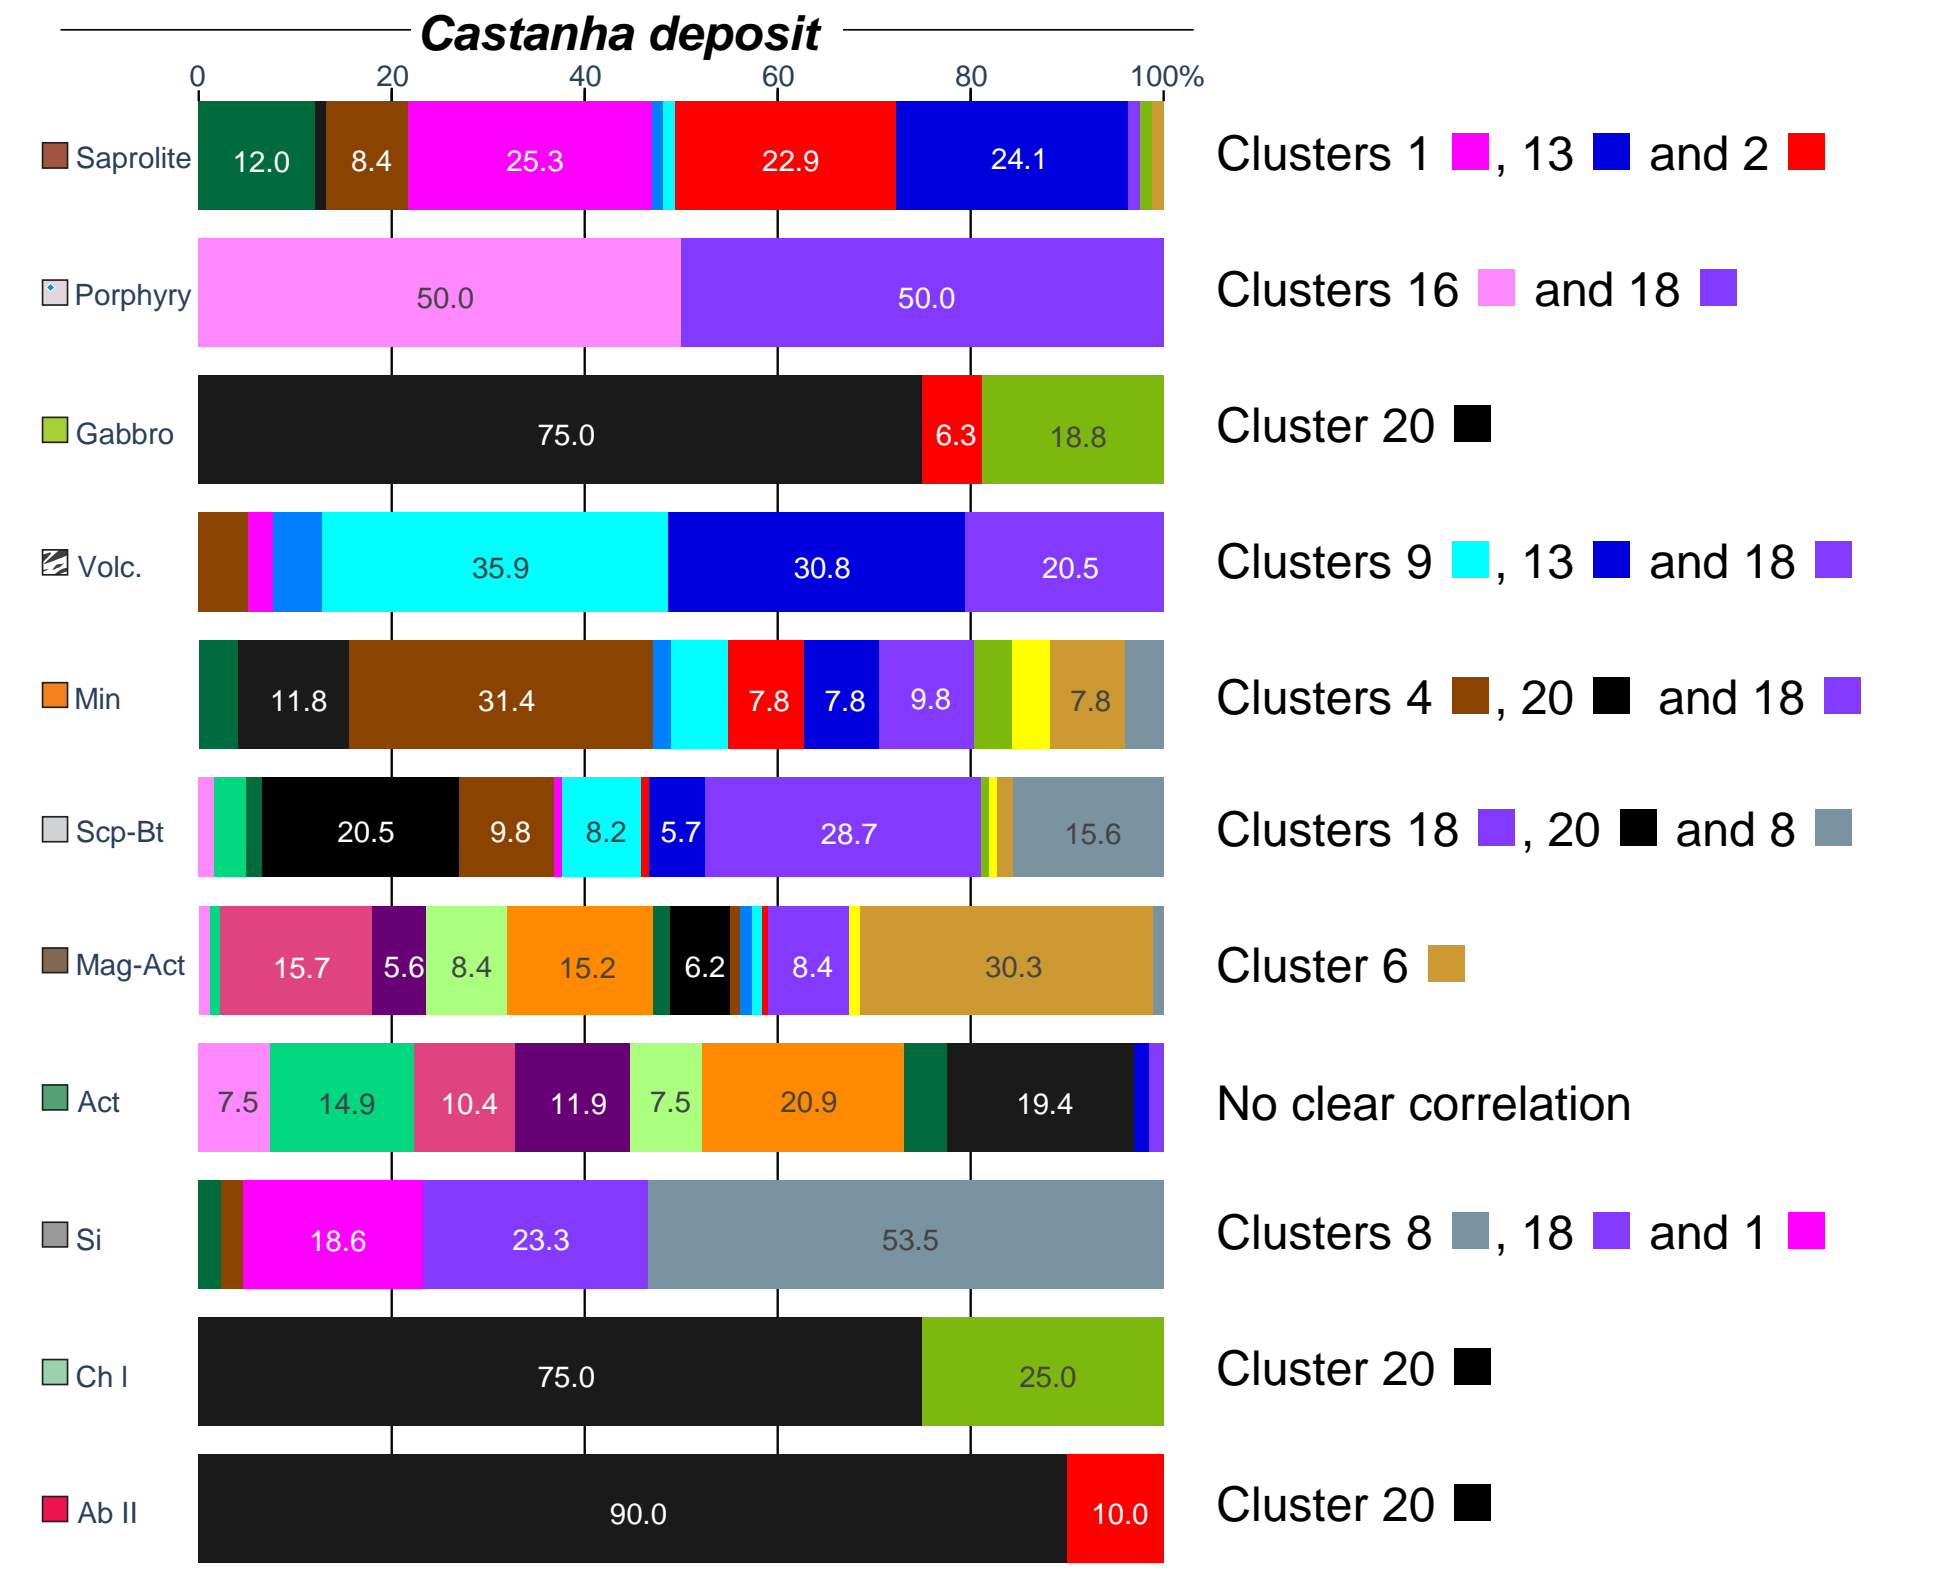 Castanha deposit
0 20 40 60 80 100%
Saprolite 12.0 8.4 25.3 22.9 24.1 Clusters 1 , 13 and 2
Porphyry 50.0 50.0 Clusters 16 and 18
Gabbro 75.0 6.3 18.8 Cluster 20
Volc. 35.9 30.8 20.5 Clusters 9 , 13 and 18
Min 11.8 31.4 7.8 7.8 9.8 7.8 Clusters 4 , 20 and 18
Scp-Bt 20.5 9.8 8.2 5.7 28.7 15.6 Clusters 18 , 20 and 8
Mag-Act 15.7 5.6 8.4 15.2 6.2 8.4 30.3 Cluster 6
Act 7.5 14.9 10.4 11.9 7.5 20.9 19.4 No clear correlation
Si 18.6 23.3 53.5 Clusters 8 , 18 and 1
Ch l 75.0 25.0 Cluster 20
Ab II 90.0 10.0 Cluster 20